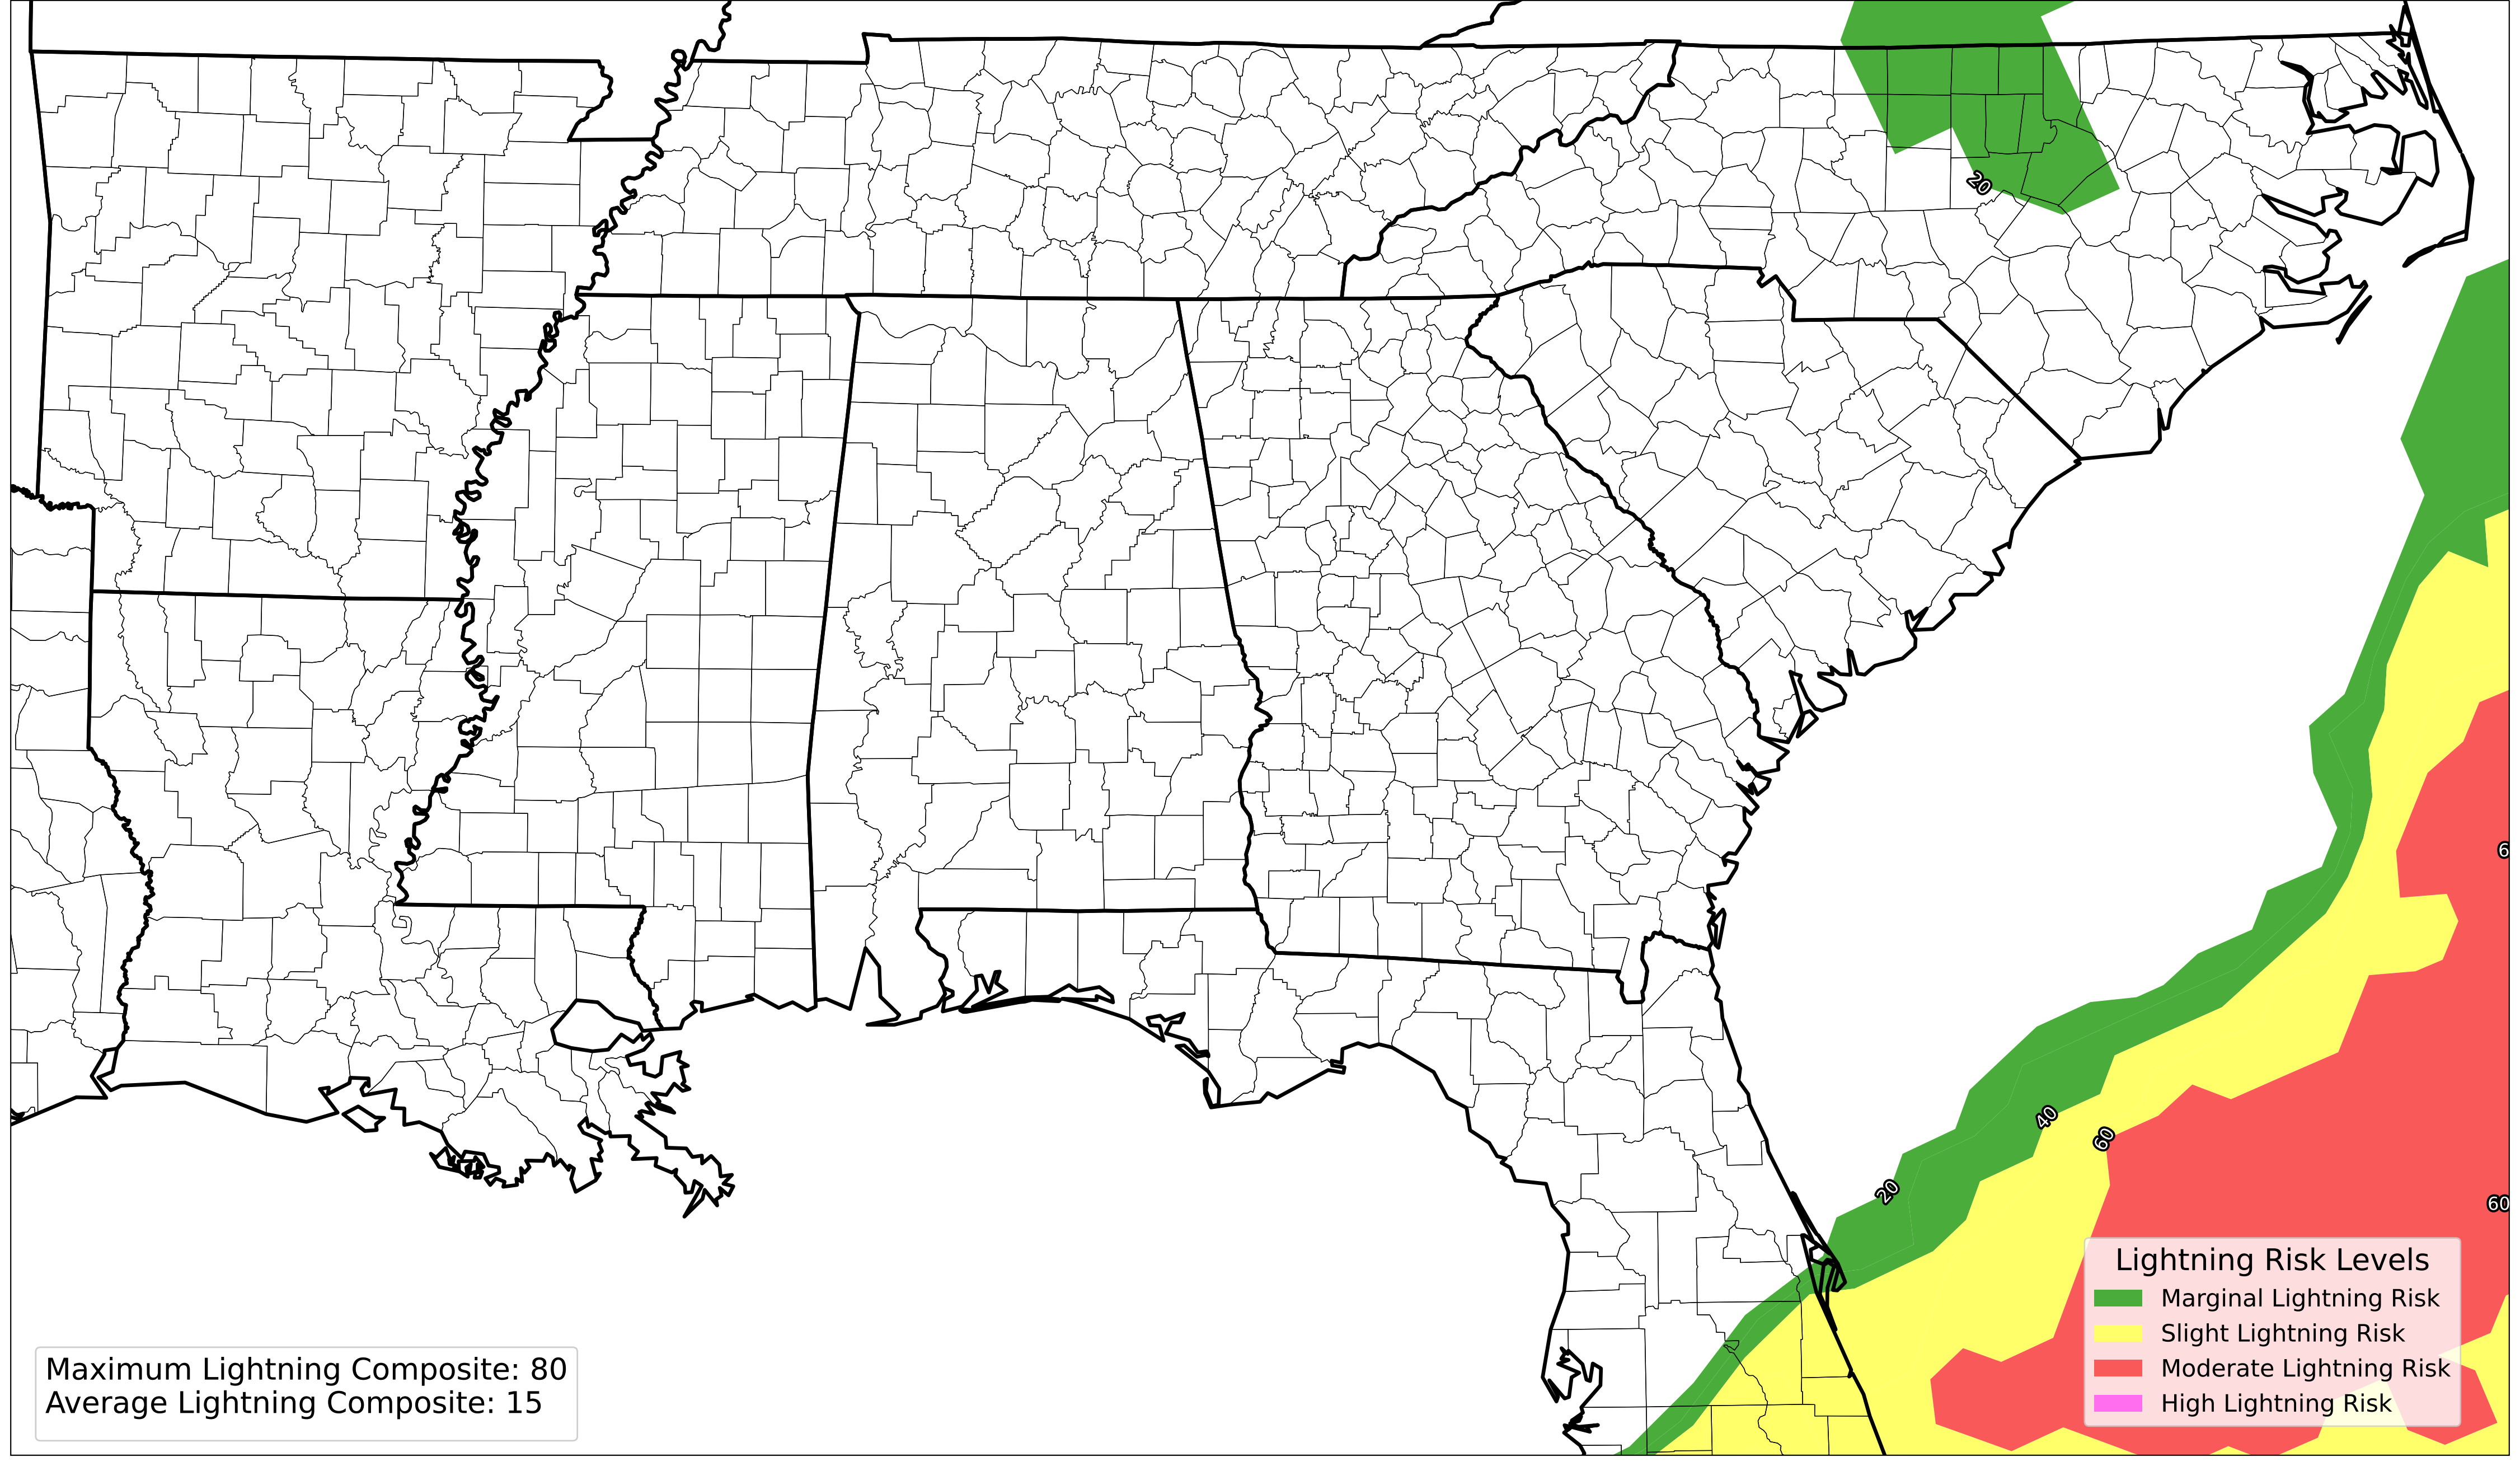 20
6
40
60
20
60
Lightning Risk Levels
Marginal Lightning Risk
Slight Lightning Risk
Moderate Lightning Risk
High Lightning Risk
Maximum Lightning Composite: 80
Average Lightning Composite: 15